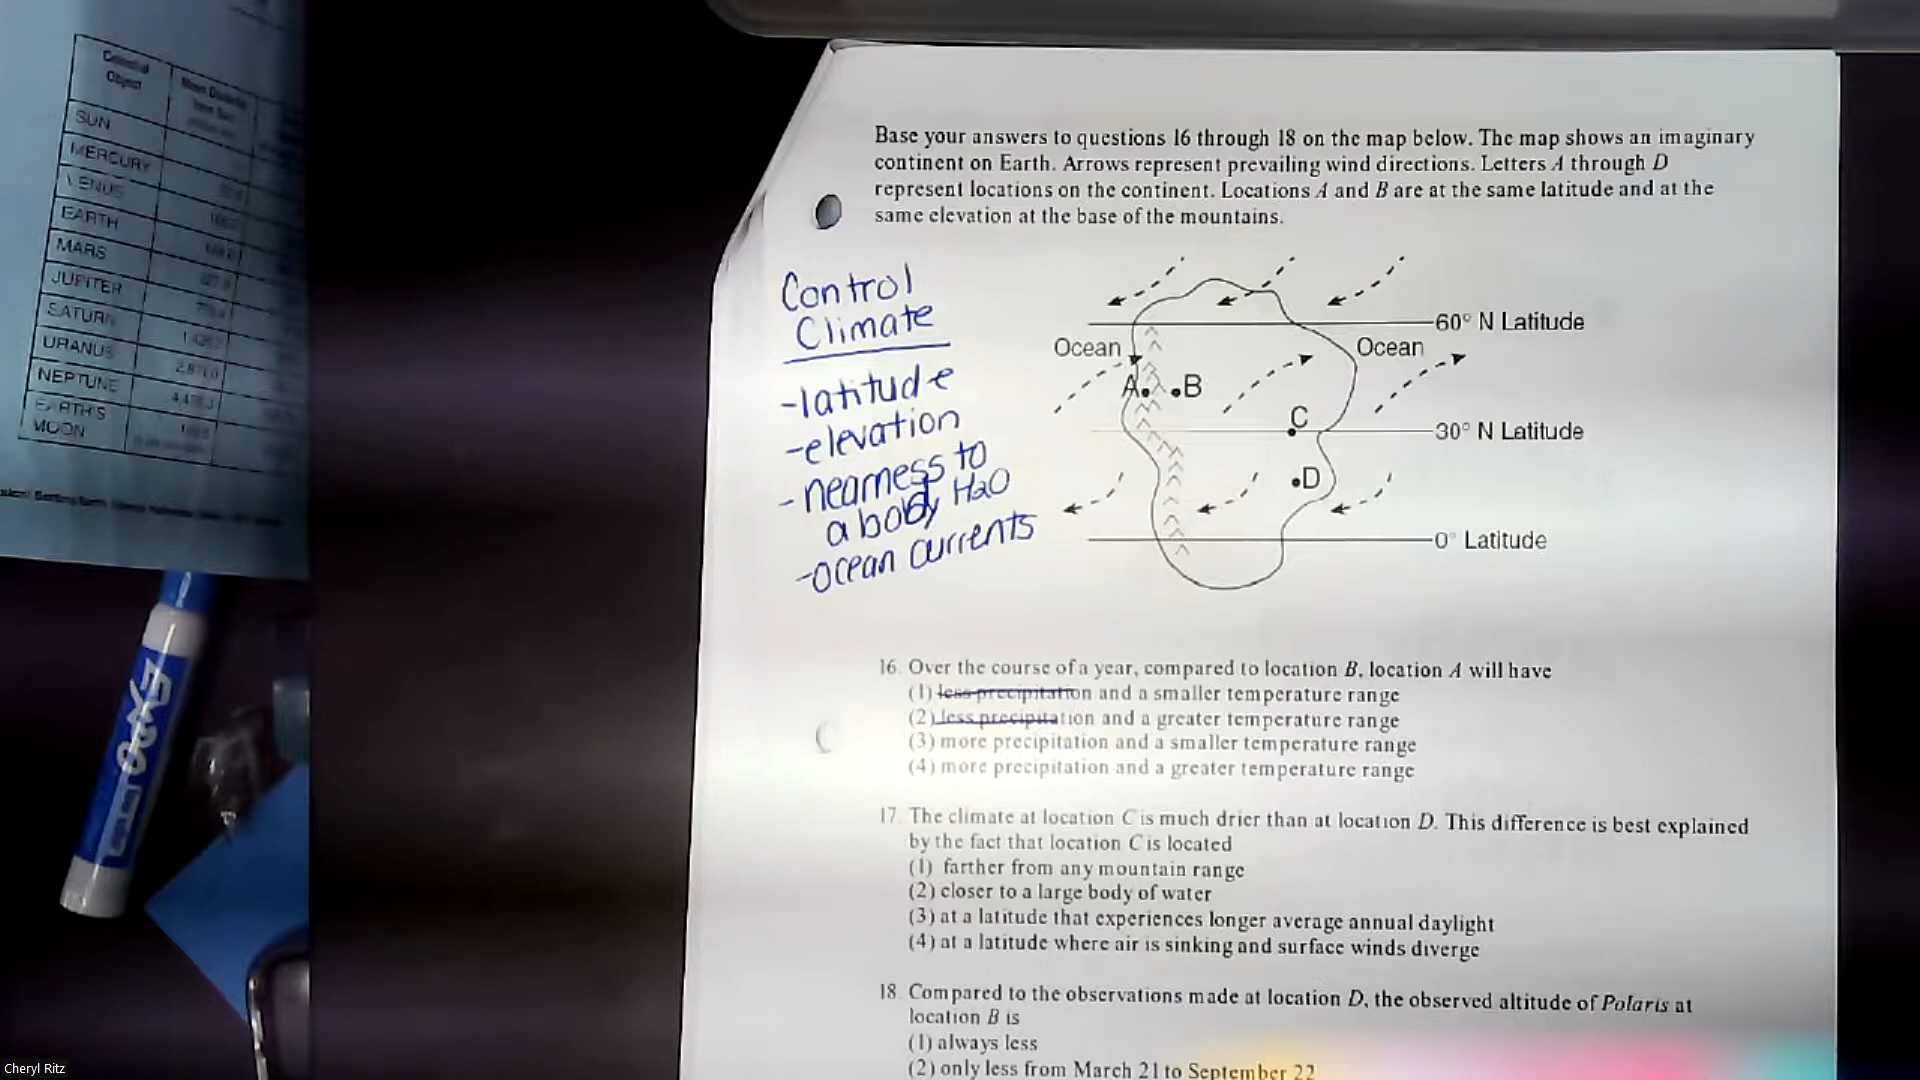 Celestial
Object
Mean Distance
from Sun
SUN
MERCURY
VENUS
EARTH
MARS
JUPITER
SATURN
URANUS
NEPTUNE
EARTH'S
MOON
EXPO
Base your answers to questions 16 through 18 on the map below. The map shows an imaginary
continent on Earth. Arrows represent prevailing wind directions. Letters A through D
represent locations on the continent. Locations A and B are at the same latitude and at the
same elevation at the base of the mountains.
Control
Climate
-latitude
-elevation
-nearness to
a body H2O
-ocean currents
60° N Latitude
Ocean
Ocean
A
B
C
30° N Latitude
D
0° Latitude
16. Over the course of a year, compared to location B, location A will have
(1) less precipitation and a smaller temperature range
(2) less precipitation and a greater temperature range
(3) more precipitation and a smaller temperature range
(4) more precipitation and a greater temperature range
17. The climate at location C is much drier than at location D. This difference is best explained
by the fact that location C is located
(1) farther from any mountain range
(2) closer to a large body of water
(3) at a latitude that experiences longer average annual daylight
(4) at a latitude where air is sinking and surface winds diverge
18. Compared to the observations made at location D, the observed altitude of Polaris at
location B is
(1) always less
(2) only less from March 21 to September 22
Cheryl Ritz